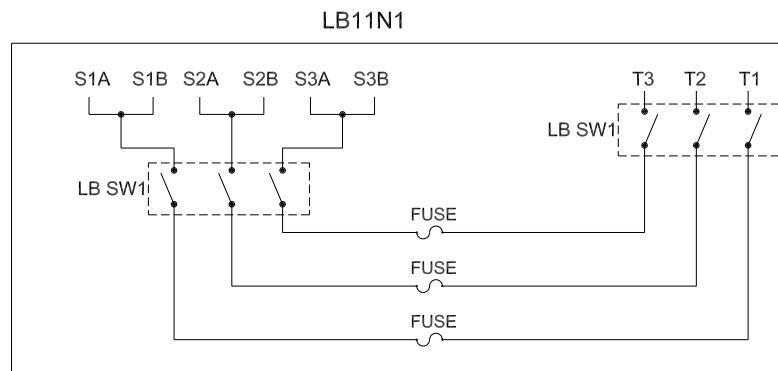 LB11N1
S1A S1B S2A S2B S3A S3B T3 T2 T1
LB SW1
LB SW1
FUSE
FUSE
FUSE